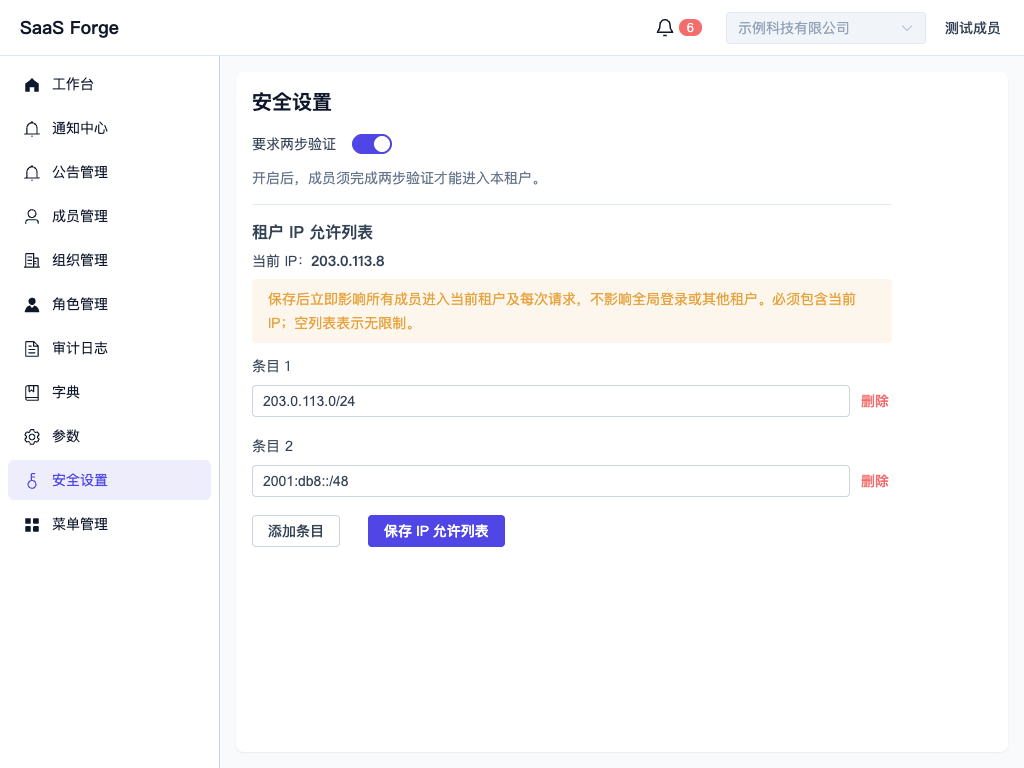 SaaS Forge
6
示例科技有限公司
测试成员
工作台
通知中心
公告管理
成员管理
组织管理
角色管理
审计日志
字典
参数
安全设置
菜单管理
安全设置
要求两步验证
开启后，成员须完成两步验证才能进入本租户。
租户 IP 允许列表
当前 IP：203.0.113.8
保存后立即影响所有成员进入当前租户及每次请求，不影响全局登录或其他租户。必须包含当前
IP；空列表表示无限制。
条目 1
203.0.113.0/24 删除
条目 2
2001:db8::/48 删除
添加条目 保存 IP 允许列表